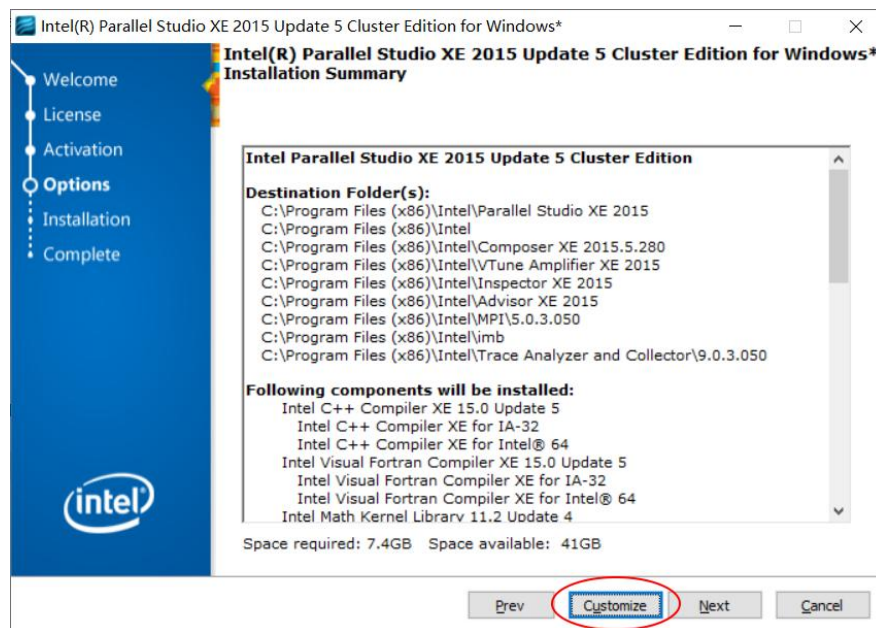 Intel(R) Parallel Studio XE 2015 Update 5 Cluster Edition for Windows*
Intel(R) Parallel Studio XE 2015 Update 5 Cluster Edition for Windows*
Installation Summary
Welcome
License
Activation
Options
Installation
Complete
intel
Intel Parallel Studio XE 2015 Update 5 Cluster Edition
Destination Folder(s):
C:\Program Files (x86)\Intel\Parallel Studio XE 2015
C:\Program Files (x86)\Intel
C:\Program Files (x86)\Intel\Composer XE 2015.5.280
C:\Program Files (x86)\Intel\VTune Amplifier XE 2015
C:\Program Files (x86)\Intel\Inspector XE 2015
C:\Program Files (x86)\Intel\Advisor XE 2015
C:\Program Files (x86)\Intel\MPI\5.0.3.050
C:\Program Files (x86)\Intel\imb
C:\Program Files (x86)\Intel\Trace Analyzer and Collector\9.0.3.050
Following components will be installed:
Intel C++ Compiler XE 15.0 Update 5
Intel C++ Compiler XE for IA-32
Intel C++ Compiler XE for Intel® 64
Intel Visual Fortran Compiler XE 15.0 Update 5
Intel Visual Fortran Compiler XE for IA-32
Intel Visual Fortran Compiler XE for Intel® 64
Intel Math Kernel Library 11.2 Update 4
Space required: 7.4GB Space available: 41GB
Prev Customize Next Cancel